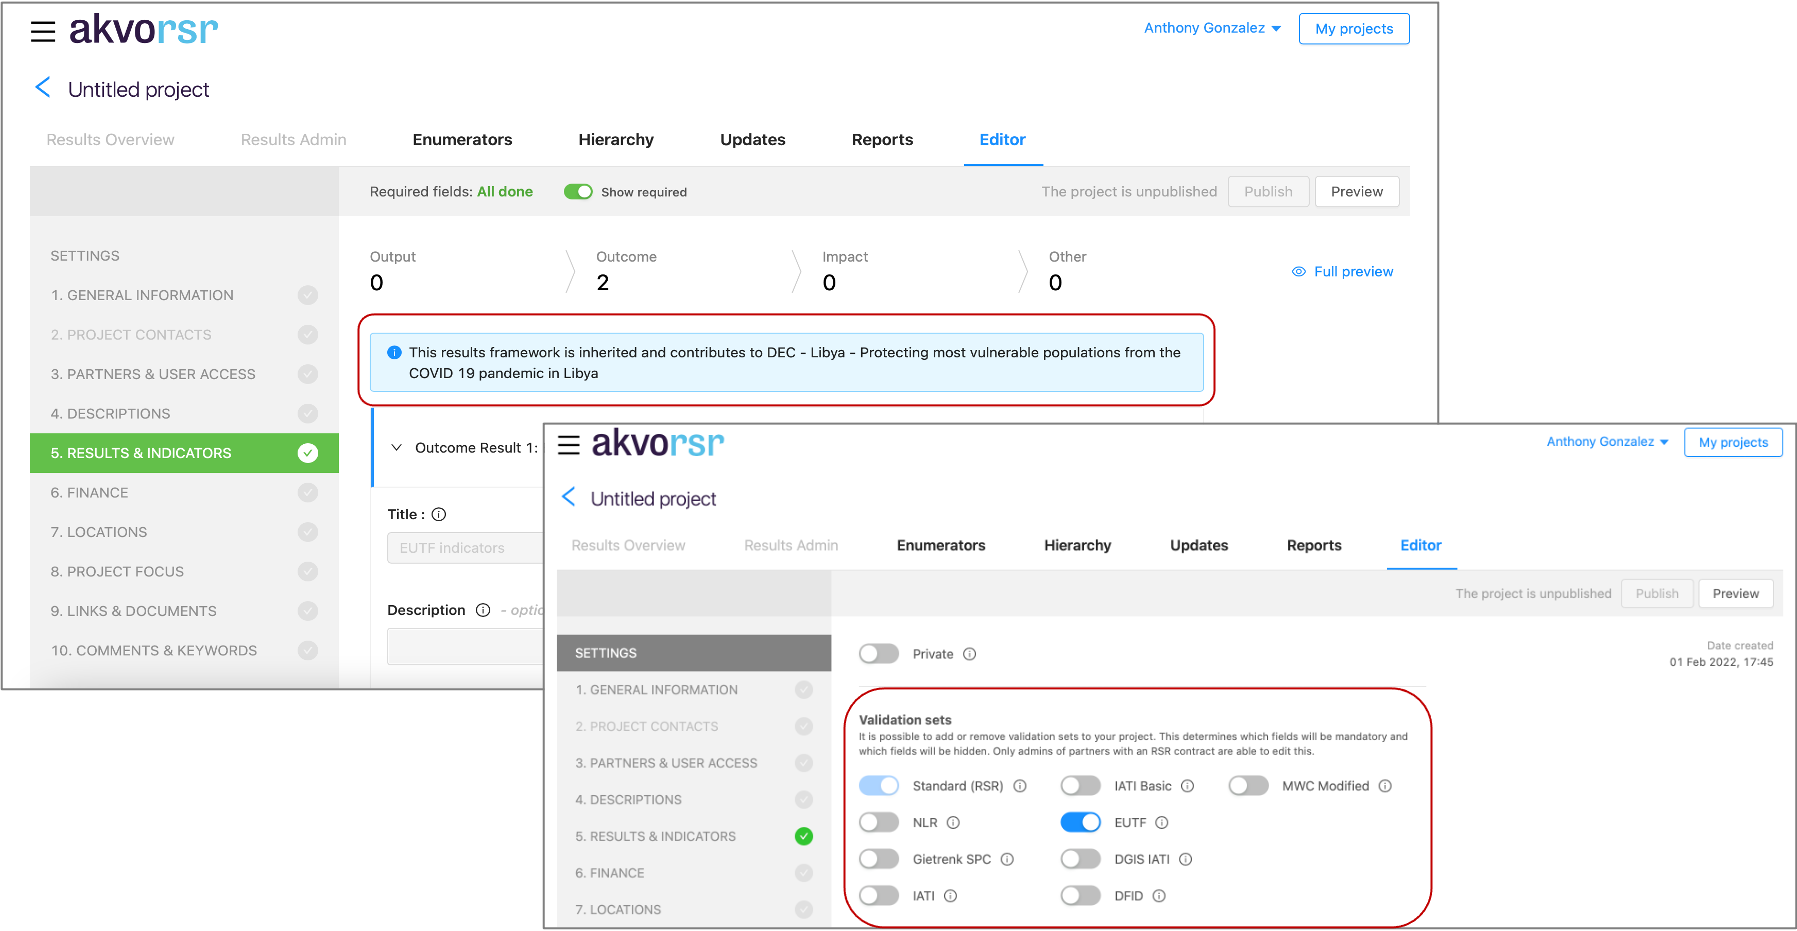 akvorsr
Anthony Gonzalez
My projects
Untitled project
Results Overview
Results Admin
Enumerators
Hierarchy
Updates
Reports
Editor
Required fields: All done
Show required
The project is unpublished
Publish
Preview
SETTINGS
1. GENERAL INFORMATION
2. PROJECT CONTACTS
3. PARTNERS & USER ACCESS
4. DESCRIPTIONS
5. RESULTS & INDICATORS
6. FINANCE
7. LOCATIONS
8. PROJECT FOCUS
9. LINKS & DOCUMENTS
10. COMMENTS & KEYWORDS
Output
0
Outcome
2
Impact
0
Other
0
Full preview
This results framework is inherited and contributes to DEC - Libya - Protecting most vulnerable populations from the
COVID 19 pandemic in Libya
Outcome Result 1:
Title :
EUTF indicators
Description - optio
akvorsr
Anthony Gonzalez
My projects
Untitled project
Results Overview
Results Admin
Enumerators
Hierarchy
Updates
Reports
Editor
The project is unpublished
Publish
Preview
SETTINGS
1. GENERAL INFORMATION
2. PROJECT CONTACTS
3. PARTNERS & USER ACCESS
4. DESCRIPTIONS
5. RESULTS & INDICATORS
6. FINANCE
7. LOCATIONS
Private
Date created
01 Feb 2022, 17:45
Validation sets
It is possible to add or remove validation sets to your project. This determines which fields will be mandatory and
which fields will be hidden. Only admins of partners with an RSR contract are able to edit this.
Standard (RSR)
IATI Basic
MWC Modified
NLR
EUTF
Gietrenk SPC
DGIS IATI
IATI
DFID